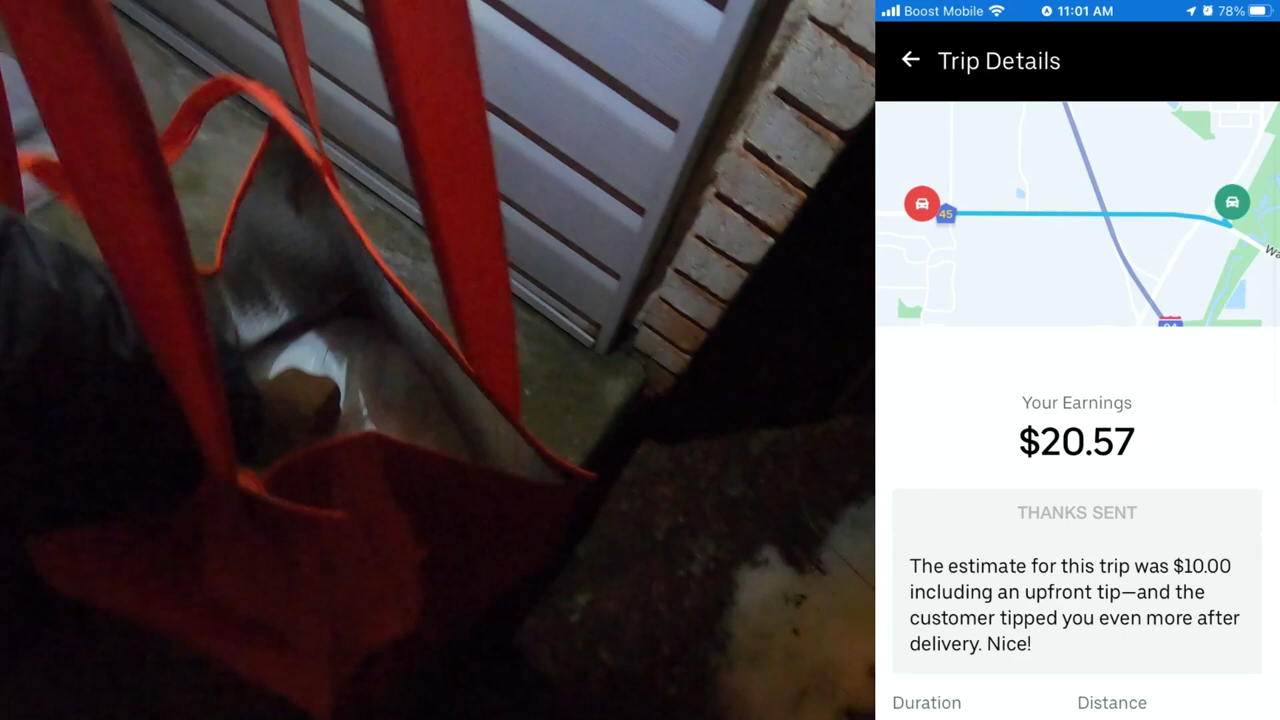 Boost Mobile 11:01 AM 78%
Trip Details
45
Wa
94
Your Earnings
$20.57
THANKS SENT
The estimate for this trip was $10.00
including an upfront tip—and the
customer tipped you even more after
delivery. Nice!
Duration Distance